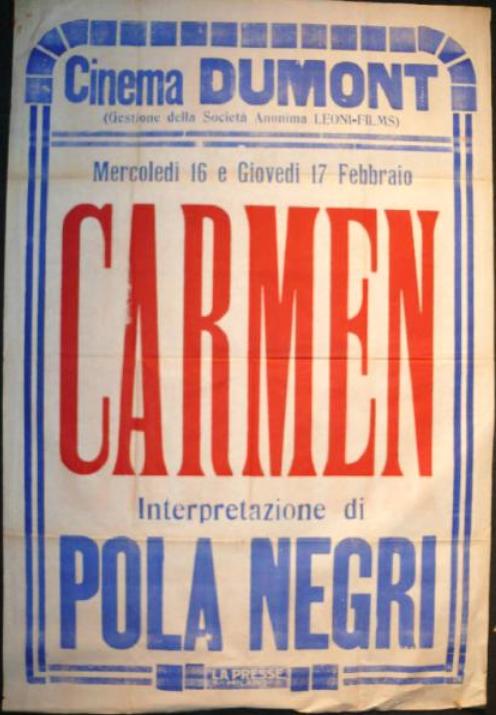 Cinema DUMONT
(Gestione della Società Anonima LEONI-FILMS)
Mercoledì 16 e Giovedì 17 Febbraio
CARMEN
Interpretazione di
POLA NEGRI
LA PRESSE
MILANO